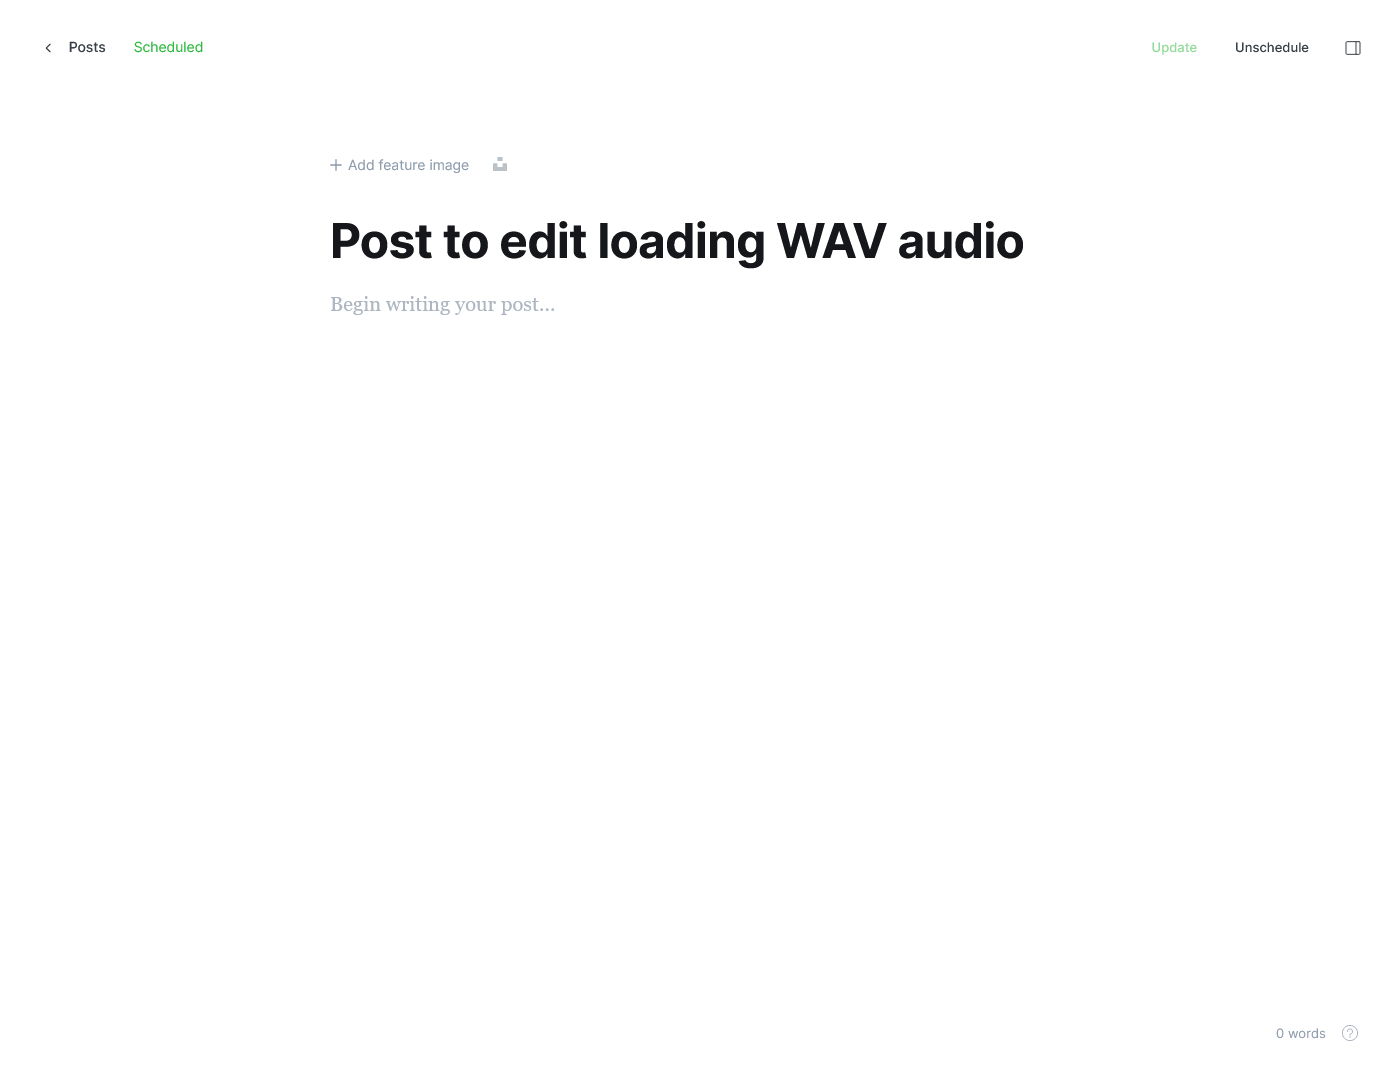 Posts Scheduled Update Unschedule
Add feature image
Post to edit loading WAV audio
Begin writing your post...
0 words ?